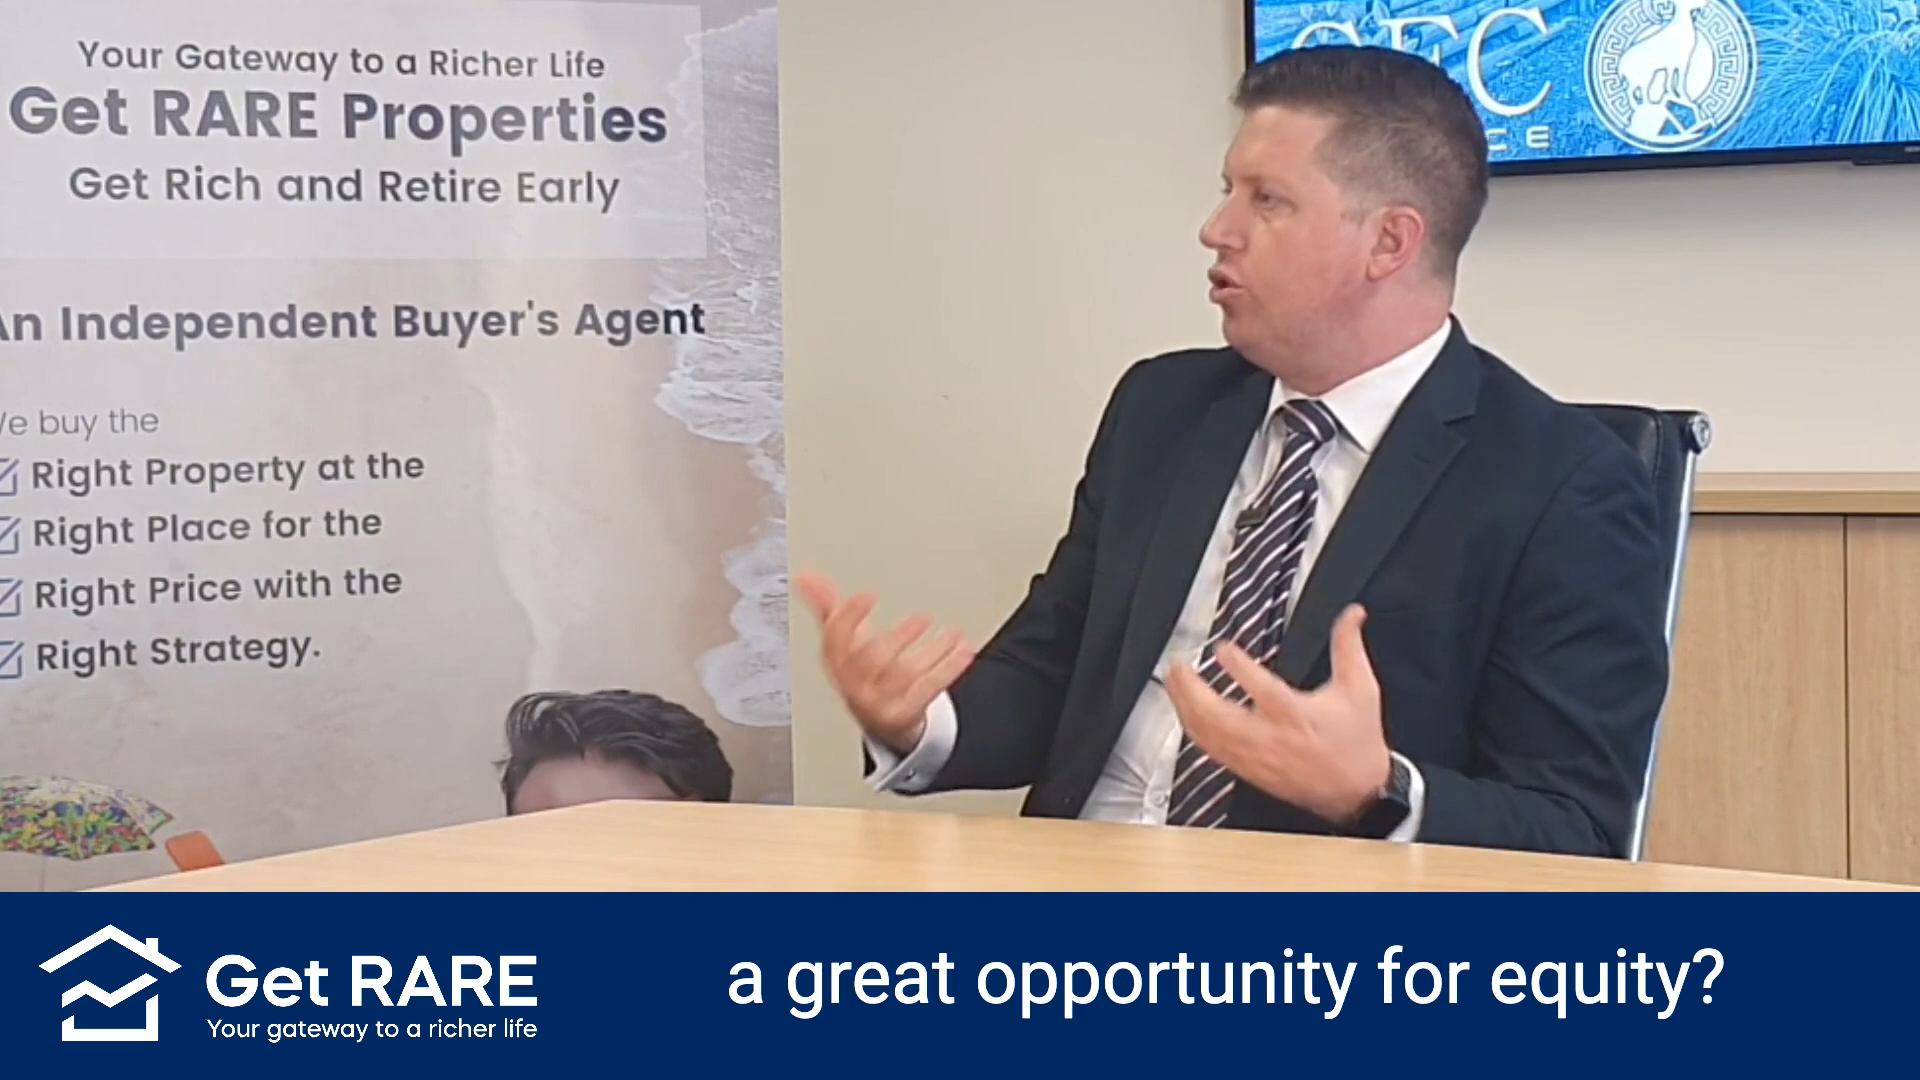 Your Gateway to a Richer Life
Get RARE Properties
Get Rich and Retire Early
An Independent Buyer's Agent
We buy the
Right Property at the
Right Place for the
Right Price with the
Right Strategy.
Get RARE
Your gateway to a richer life
a great opportunity for equity?